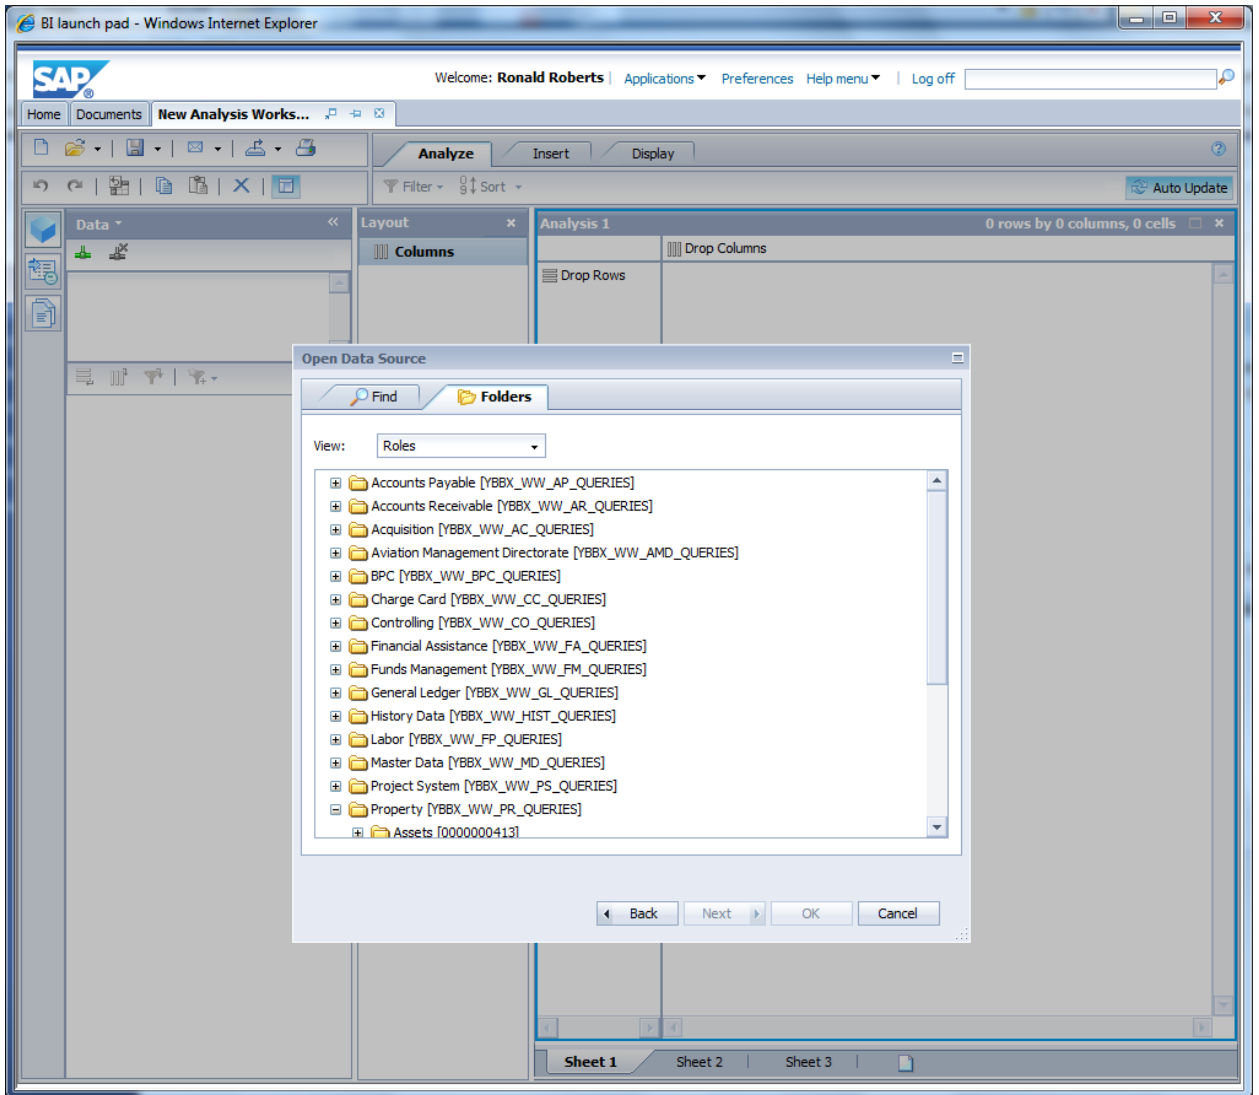 BI launch pad - Windows Internet Explorer
SAP®
Welcome: Ronald Roberts | Applications Preferences Help menu | Log off
Home Documents New Analysis Works...
Analyze Insert Display
Filter Sort Auto Update
Data Layout Analysis 1 0 rows by 0 columns, 0 cells
Columns Drop Columns
Drop Rows
Open Data Source
Find Folders
View: Roles
Accounts Payable [YBBX_WW_AP_QUERIES]
Accounts Receivable [YBBX_WW_AR_QUERIES]
Acquisition [YBBX_WW_AC_QUERIES]
Aviation Management Directorate [YBBX_WW_AMD_QUERIES]
BPC [YBBX_WW_BPC_QUERIES]
Charge Card [YBBX_WW_CC_QUERIES]
Controlling [YBBX_WW_CO_QUERIES]
Financial Assistance [YBBX_WW_FA_QUERIES]
Funds Management [YBBX_WW_FM_QUERIES]
General Ledger [YBBX_WW_GL_QUERIES]
History Data [YBBX_WW_HIST_QUERIES]
Labor [YBBX_WW_FP_QUERIES]
Master Data [YBBX_WW_MD_QUERIES]
Project System [YBBX_WW_PS_QUERIES]
Property [YBBX_WW_PR_QUERIES]
Assets [0000000413]
Back Next OK Cancel
Sheet 1 Sheet 2 Sheet 3